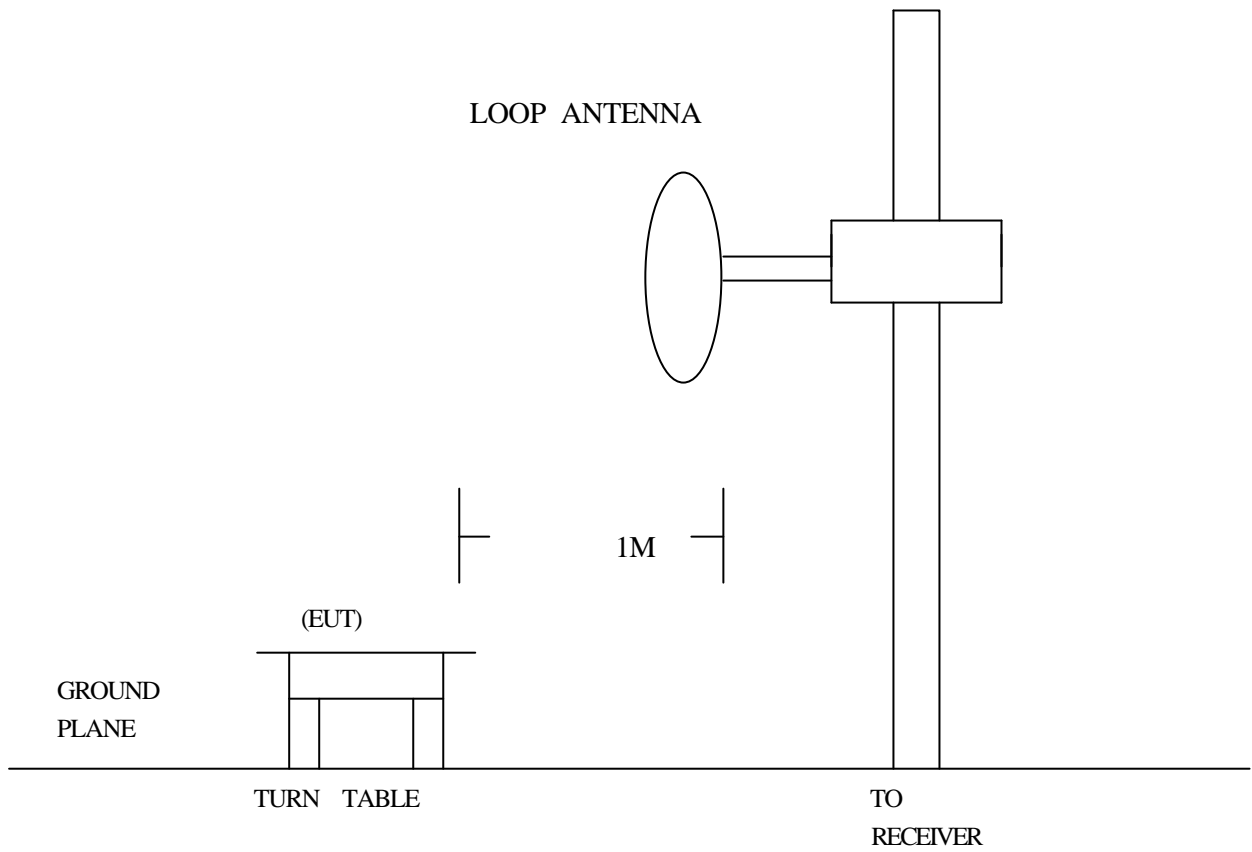 LOOP ANTENNA
1M
(EUT)
GROUND
PLANE
TURN TABLE
TO
RECEIVER